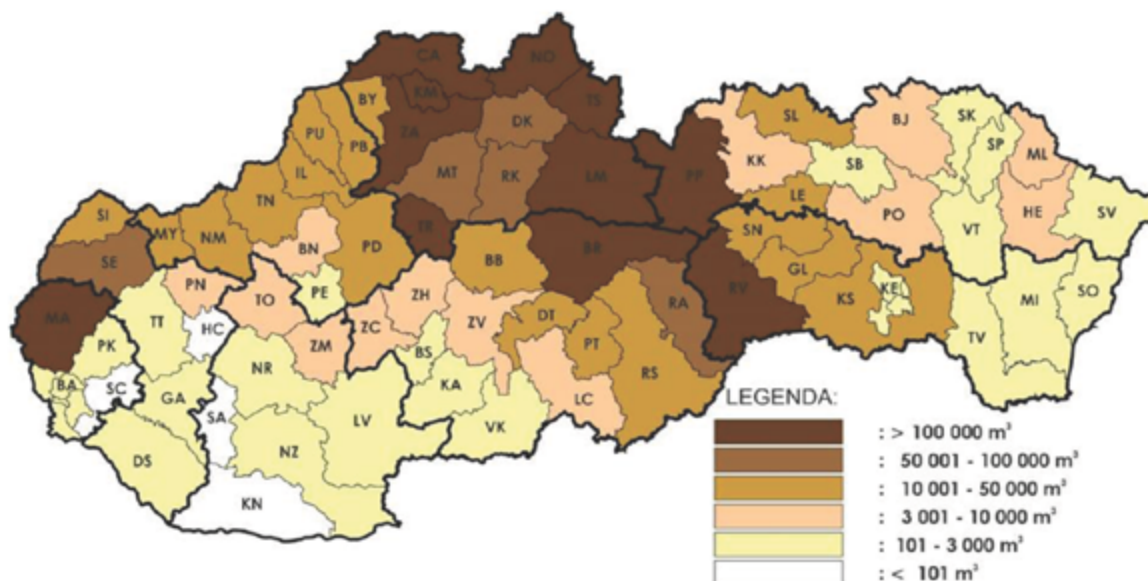 CA
NO
KM
TS
BY
ZA
DK
PU
PB
IL
MT
RK
LM
PP
KK
SL
BJ
SK
SP
ML
SB
LE
PO
HE
SV
VT
SI
MY
NM
TN
BN
PD
TR
BB
BR
SN
GL
RV
KS
KE
SE
PN
TO
PE
ZH
ZV
DT
PT
RA
RS
MI
SO
TV
MA
TT
HC
ZM
ZC
BS
KA
LC
PK
BA
SC
GA
NR
SA
LV
VK
DS
NZ
KN
LEGENDA:
: > 100 000 m³
: 50 001 - 100 000 m³
: 10 001 - 50 000 m³
: 3 001 - 10 000 m³
: 101 - 3 000 m³
: < 101 m³